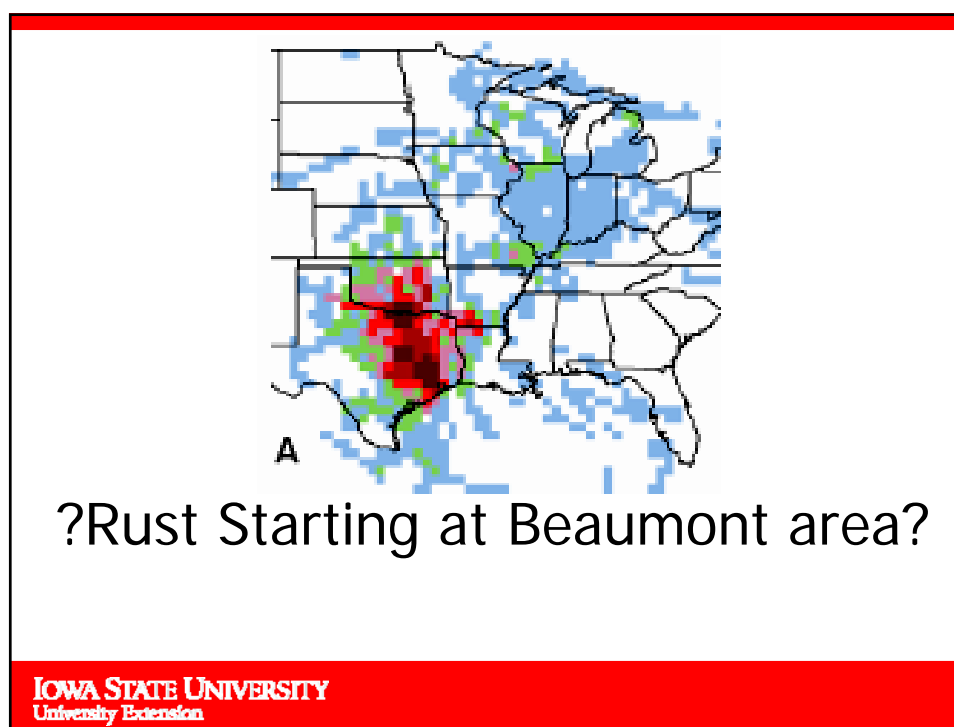 A
?Rust Starting at Beaumont area?
IOWA STATE UNIVERSITY
University Extension